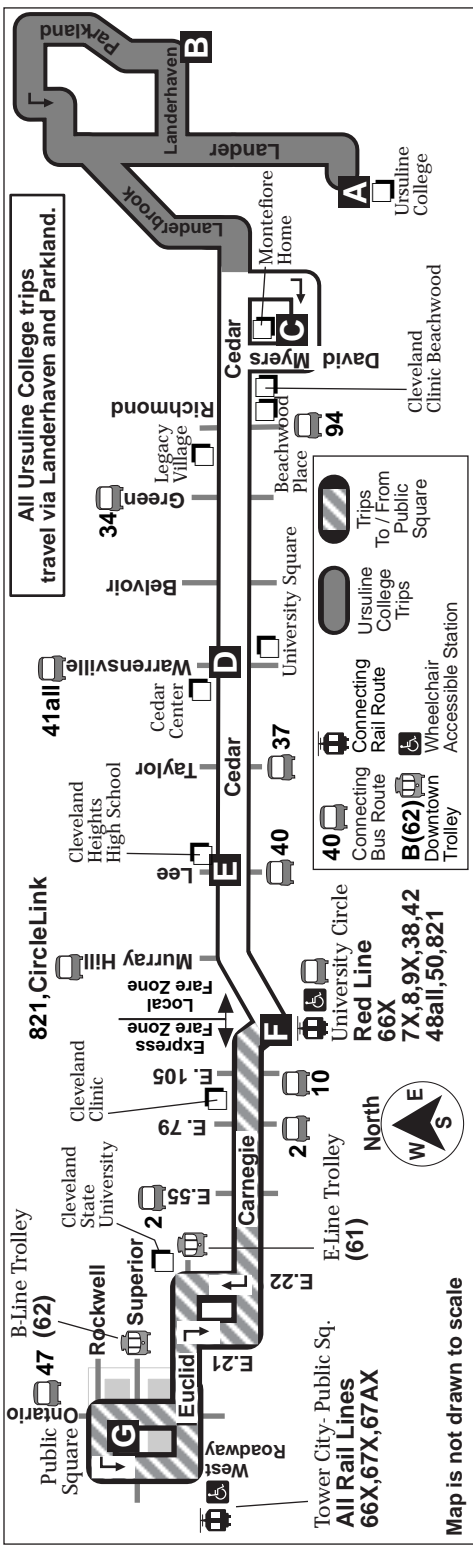 All Ursuline College trips
travel via Landerhaven and Parkland.
47
B-Line Trolley
(62)
Ontario
Public
Square
Rockwell
Superior
G
Euclid
West
Roadway
Tower City- Public Sq.
All Rail Lines
66X,67X,67AX
Cleveland
State
University
E.21
E.22
E-Line Trolley
(61)
2
E.55
Carnegie
Cleveland
Clinic
E. 79
2
E. 105
10
Express
Fare Zone
Local
Fare Zone
F
University Circle
Red Line
66X
7X,8,9X,38,42
48all,50,821
821,CircleLink
Murray Hill
Cleveland
Heights
High School
Lee
E
40
Taylor
37
Cedar
Cedar
Center
41all
Warrensville
D
University Square
Belvoir
34
Green
Legacy
Village
Richmond
94
Beachwood
Place
Cleveland
Clinic Beachwood
Cedar
David
Myers
C
Montefiore
Home
Landerbrook
Lander
Landerhaven
Parkland
B
A
Ursuline
College
North
W
E
S
40
Connecting
Bus Route
Connecting
Rail Route
B(62)
Downtown
Trolley
Wheelchair
Accessible Station
Ursuline
College
Trips
Trips
To / From
Public
Square
Map is not drawn to scale